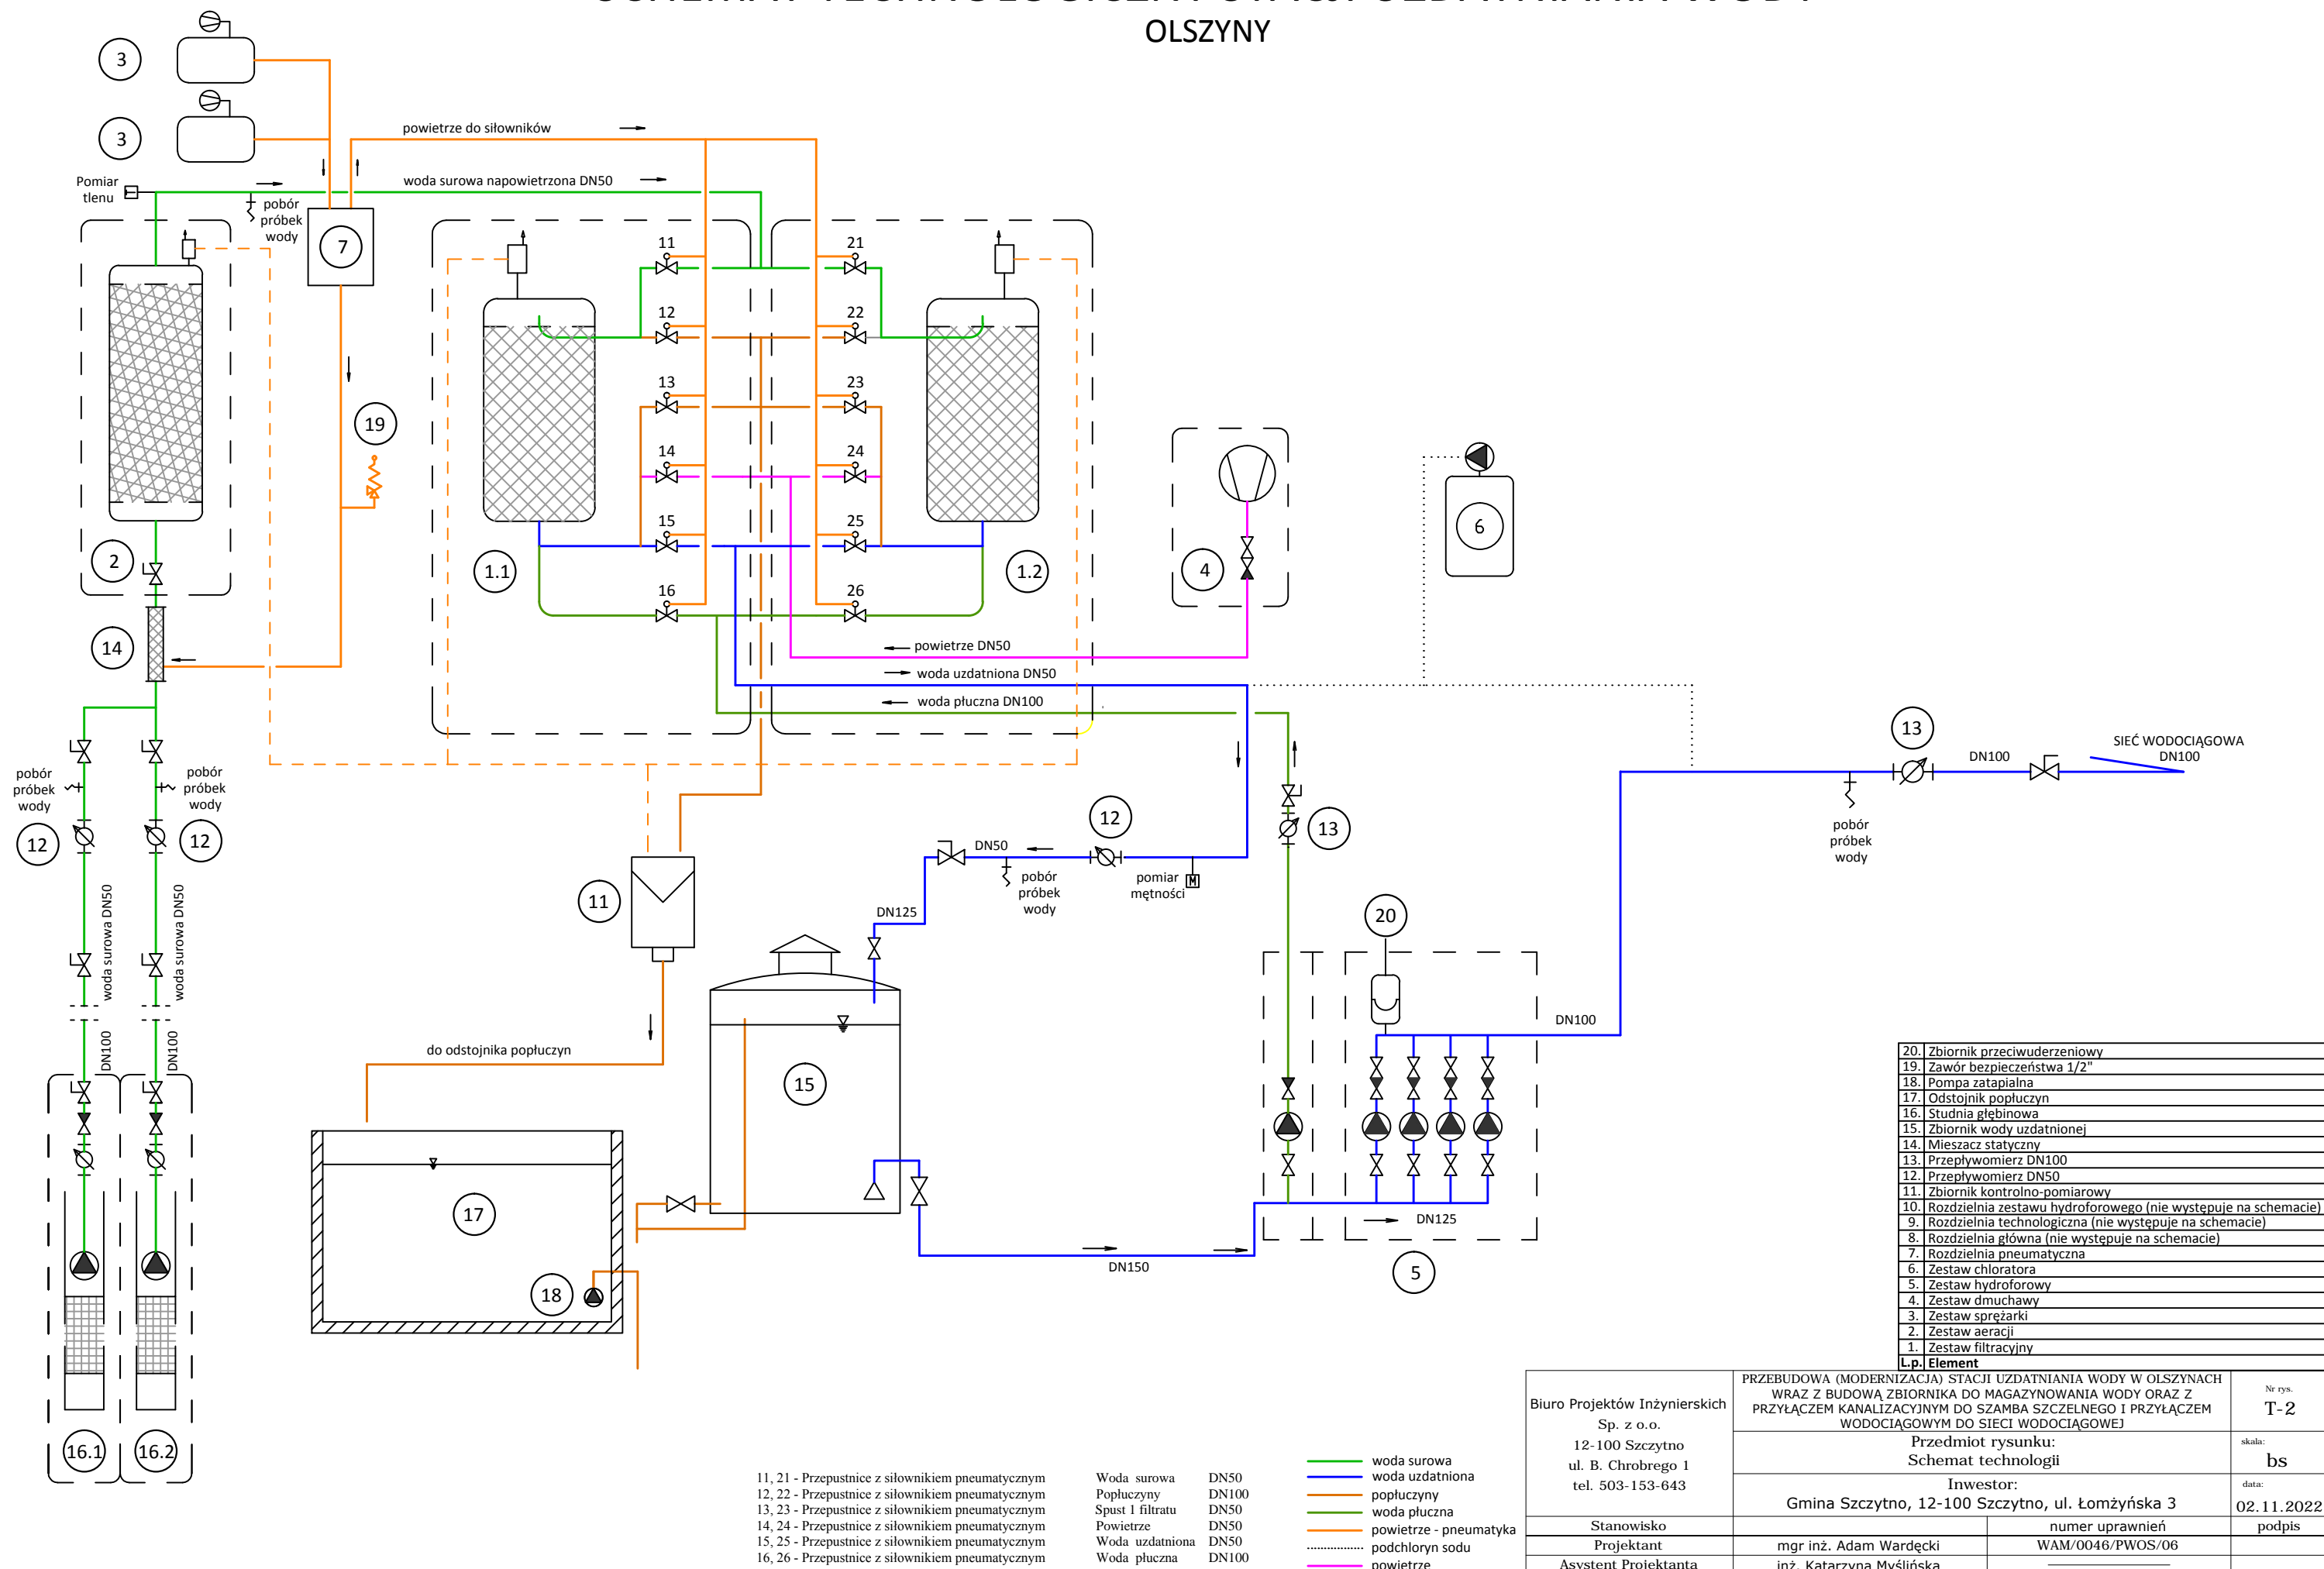 OLSZYNY
3
3
powietrze do siłowników
Pomiar
tlenu
woda surowa napowietrzona DN50
pobór
próbek
wody
7
11
21
12
22
13
23
14
24
15
25
16
26
19
2
1.1
1.2
4
6
14
powietrze DN50
woda uzdatniona DN50
woda płuczna DN100
13
SIEĆ WODOCIĄGOWA
DN100
DN100
pobór
próbek
wody
pobór
próbek
wody
pobór
próbek
wody
12
12
12
13
DN50
pobór
próbek
wody
pomiar
mętności
M
11
DN125
20
woda surowa DN50
woda surowa DN50
DN100
DN100
DN100
do odstojnika popłuczyn
15
17
18
DN125
DN150
5
16.1
16.2
20. Zbiornik przeciwuderzeniowy
19. Zawór bezpieczeństwa 1/2"
18. Pompa zatapialna
17. Odstojnik popłuczyn
16. Studnia głębinowa
15. Zbiornik wody uzdatnionej
14. Mieszacz statyczny
13. Przepływomierz DN100
12. Przepływomierz DN50
11. Zbiornik kontrolno-pomiarowy
10. Rozdzielnia zestawu hydroforowego (nie występuje na schemacie)
9. Rozdzielnia technologiczna (nie występuje na schemacie)
8. Rozdzielnia główna (nie występuje na schemacie)
7. Rozdzielnia pneumatyczna
6. Zestaw chloratora
5. Zestaw hydroforowy
4. Zestaw dmuchawy
3. Zestaw sprężarki
2. Zestaw aeracji
1. Zestaw filtracyjny
L.p. Element
11, 21 - Przepustnice z siłownikiem pneumatycznym Woda surowa DN50
12, 22 - Przepustnice z siłownikiem pneumatycznym Popłuczyny DN100
13, 23 - Przepustnice z siłownikiem pneumatycznym Spust 1 filtratu DN50
14, 24 - Przepustnice z siłownikiem pneumatycznym Powietrze DN50
15, 25 - Przepustnice z siłownikiem pneumatycznym Woda uzdatniona DN50
16, 26 - Przepustnice z siłownikiem pneumatycznym Woda płuczna DN100
woda surowa
woda uzdatniona
popłuczyny
woda płuczna
powietrze - pneumatyka
podchloryn sodu
powietrze
Biuro Projektów Inżynierskich
Sp. z o.o.
12-100 Szczytno
ul. B. Chrobrego 1
tel. 503-153-643
PRZEBUDOWA (MODERNIZACJA) STACJI UZDATNIANIA WODY W OLSZYNACH
WRAZ Z BUDOWĄ ZBIORNIKA DO MAGAZYNOWANIA WODY ORAZ Z
PRZYŁĄCZEM KANALIZACYJNYM DO SZAMBA SZCZELNEGO I PRZYŁĄCZEM
WODOCIĄGOWYM DO SIECI WODOCIĄGOWEJ
Nr rys.
T-2
Przedmiot rysunku:
Schemat technologii
skala:
bs
Inwestor:
Gmina Szczytno, 12-100 Szczytno, ul. Łomżyńska 3
data:
02.11.2022
Stanowisko numer uprawnień podpis
Projektant mgr inż. Adam Wardęcki WAM/0046/PWOS/06
Asystent Projektanta inż. Katarzyna Myślińska